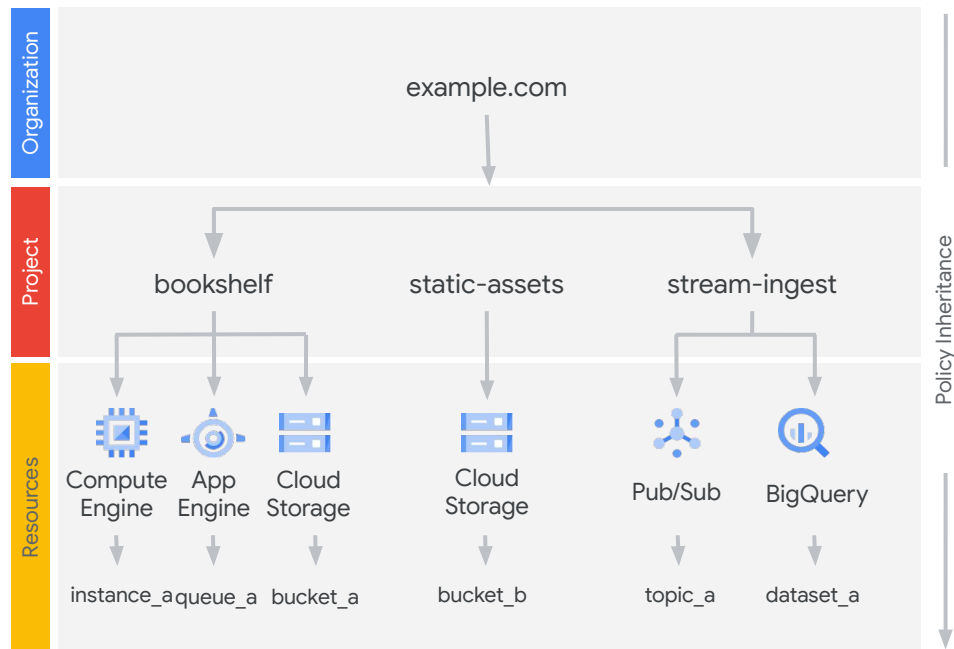 Organization
example.com
Project
bookshelf
static-assets
stream-ingest
Policy Inheritance
Resources
Compute
Engine
App
Engine
Cloud
Storage
Cloud
Storage
Pub/Sub
BigQuery
instance_a
queue_a
bucket_a
bucket_b
topic_a
dataset_a